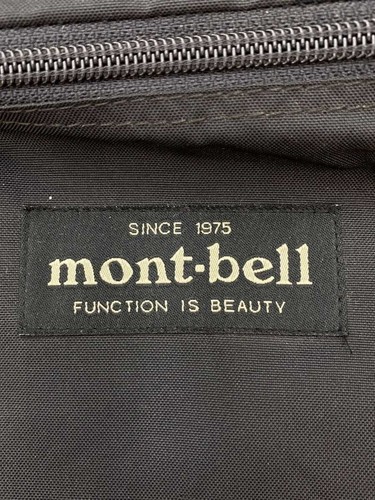 SINCE 1975
mont-bell
FUNCTION IS BEAUTY